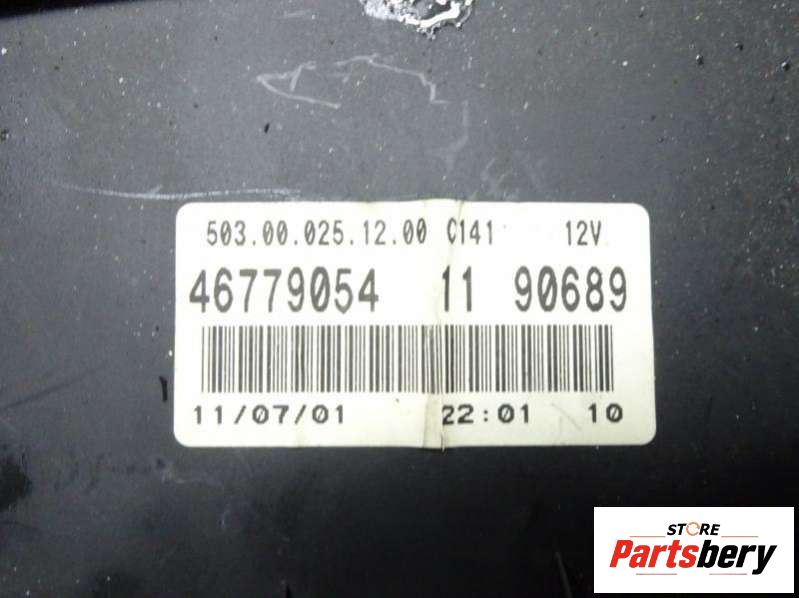 503.00.025.12.00 C141 12V
46779054 11 90689
11/07/01 22:01 10
STORE
Partsbery